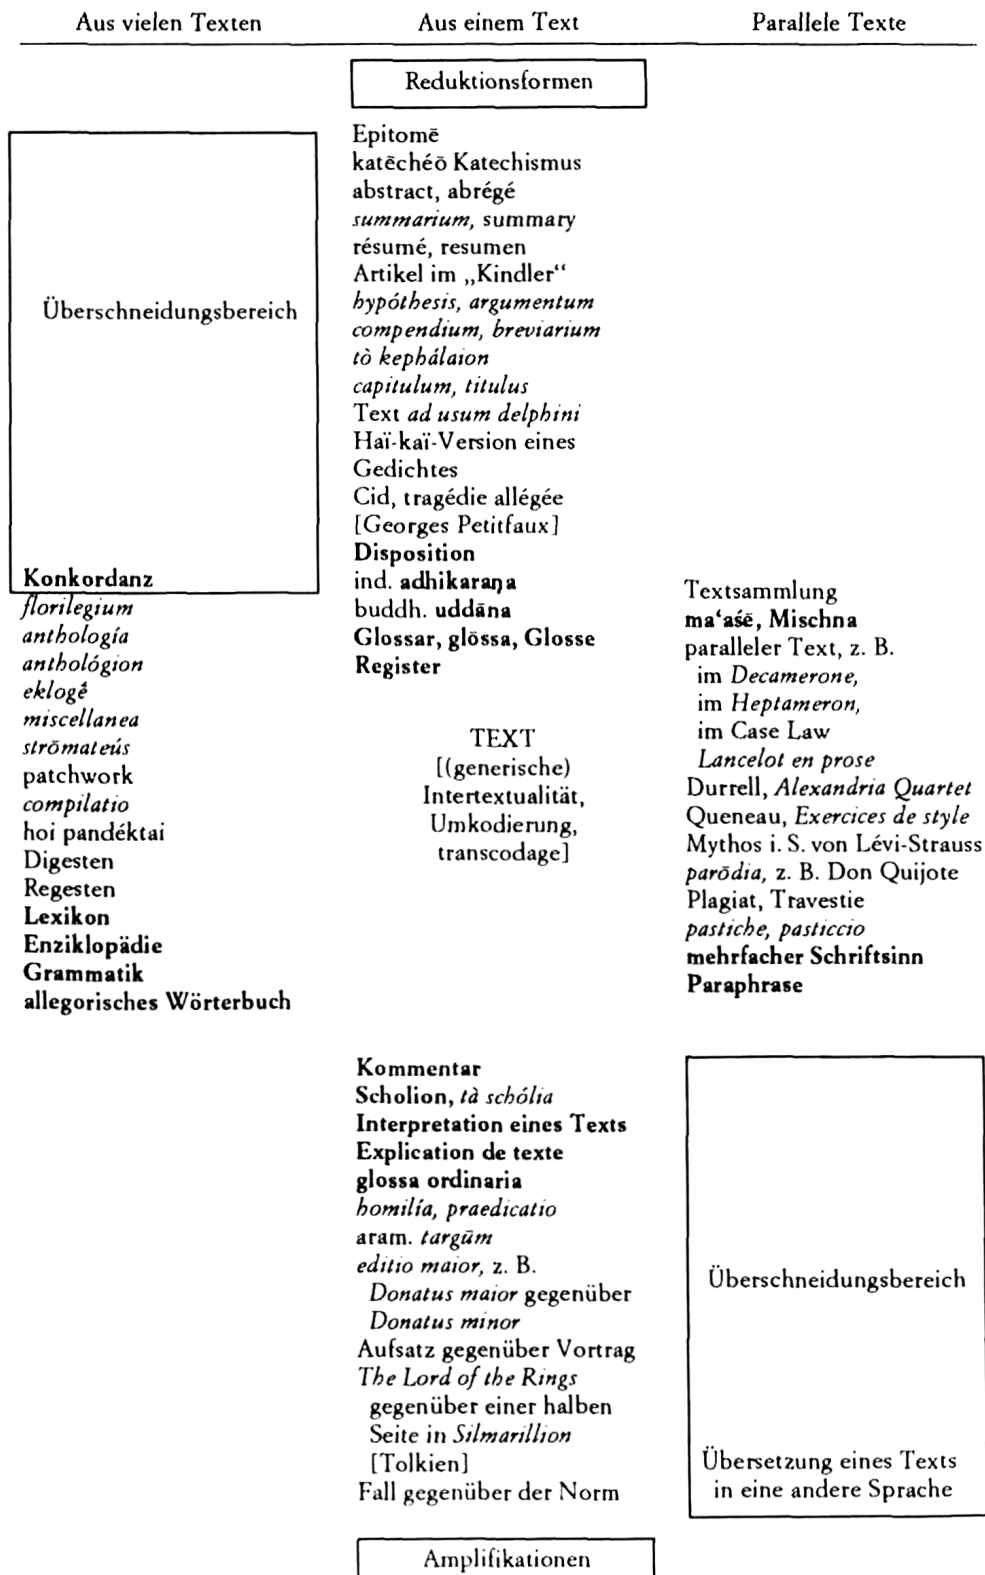 Aus vielen Texten
Aus einem Text
Parallele Texte
Reduktionsformen
Überschneidungsbereich
Konkordanz
florilegium
anthología
anthológion
eklogḗ
miscellanea
strōmateús
patchwork
compilatio
hoi pandéktai
Digesten
Regesten
Lexikon
Enziklopädie
Grammatik
allegorisches Wörterbuch
Epitomē
katēchéō Katechismus
abstract, abrégé
summarium, summary
résumé, resumen
Artikel im „Kindler“
hypóthesis, argumentum
compendium, breviarium
tò kephálaion
capitulum, titulus
Text ad usum delphini
Haï-kaï-Version eines
Gedichtes
Cid, tragédie allégée
[Georges Petitfaux]
Disposition
ind. adhikaraṇa
buddh. uddāna
Glossar, glōssa, Glosse
Register
TEXT
[(generische)
Intertextualität,
Umkodierung,
transcodage]
Textsammlung
ma‘aśē, Mischna
paralleler Text, z. B.
im Decamerone,
im Heptameron,
im Case Law
Lancelot en prose
Durrell, Alexandria Quartet
Queneau, Exercices de style
Mythos i. S. von Lévi-Strauss
parōdia, z. B. Don Quijote
Plagiat, Travestie
pastiche, pasticcio
mehrfacher Schriftsinn
Paraphrase
Kommentar
Scholion, tà schólia
Interpretation eines Texts
Explication de texte
glossa ordinaria
homilía, praedicatio
aram. targūm
editio maior, z. B.
Donatus maior gegenüber
Donatus minor
Aufsatz gegenüber Vortrag
The Lord of the Rings
gegenüber einer halben
Seite in Silmarillion
[Tolkien]
Fall gegenüber der Norm
Überschneidungsbereich
Übersetzung eines Texts
in eine andere Sprache
Amplifikationen